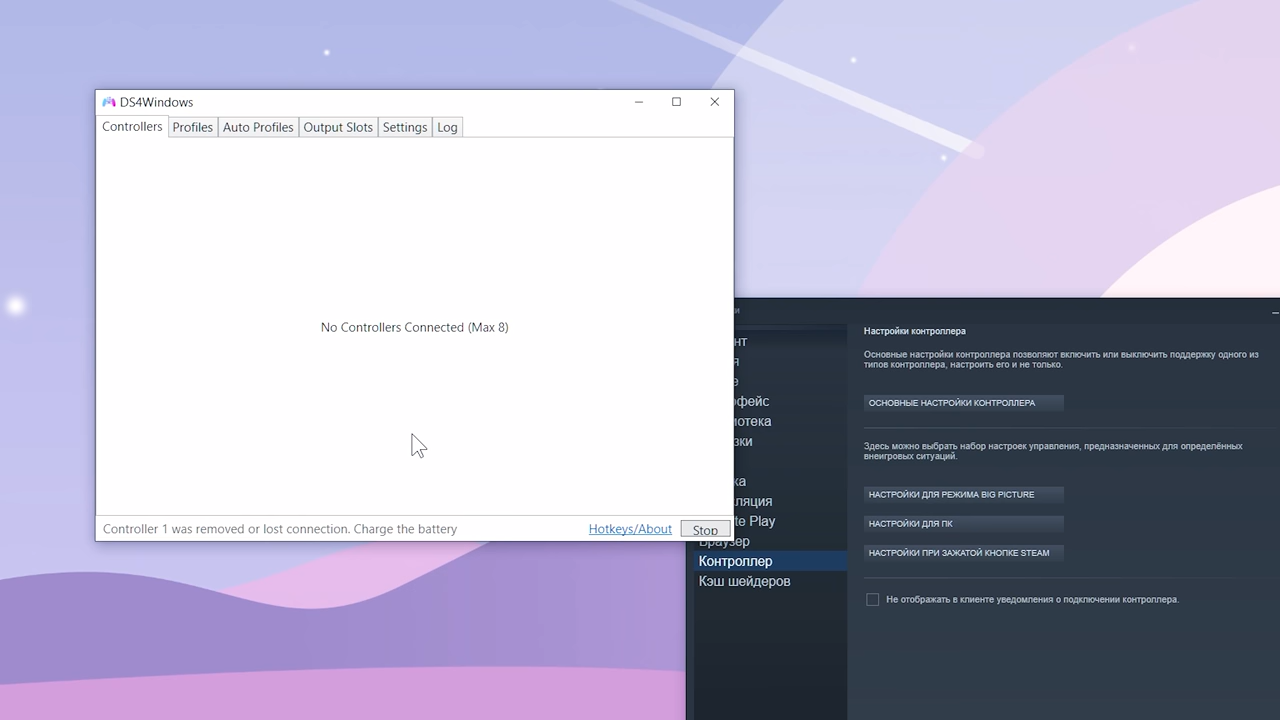 DS4Windows
Controllers Profiles Auto Profiles Output Slots Settings Log
No Controllers Connected (Max 8)
Controller 1 was removed or lost connection. Charge the battery
Hotkeys/About
Stop
Play
Браузер
Контроллер
Кэш шейдеров
Настройки контроллера
Основные настройки контроллера позволяют включить или выключить поддержку одного из
типов контроллера, настроить его и не только.
ОСНОВНЫЕ НАСТРОЙКИ КОНТРОЛЛЕРА
Здесь можно выбрать набор настроек управления, предназначенных для определённых
внеигровых ситуаций.
НАСТРОЙКИ ДЛЯ РЕЖИМА BIG PICTURE
НАСТРОЙКИ ДЛЯ ПК
НАСТРОЙКИ ПРИ ЗАЖАТОЙ КНОПКЕ STEAM
Не отображать в клиенте уведомления о подключении контроллера.